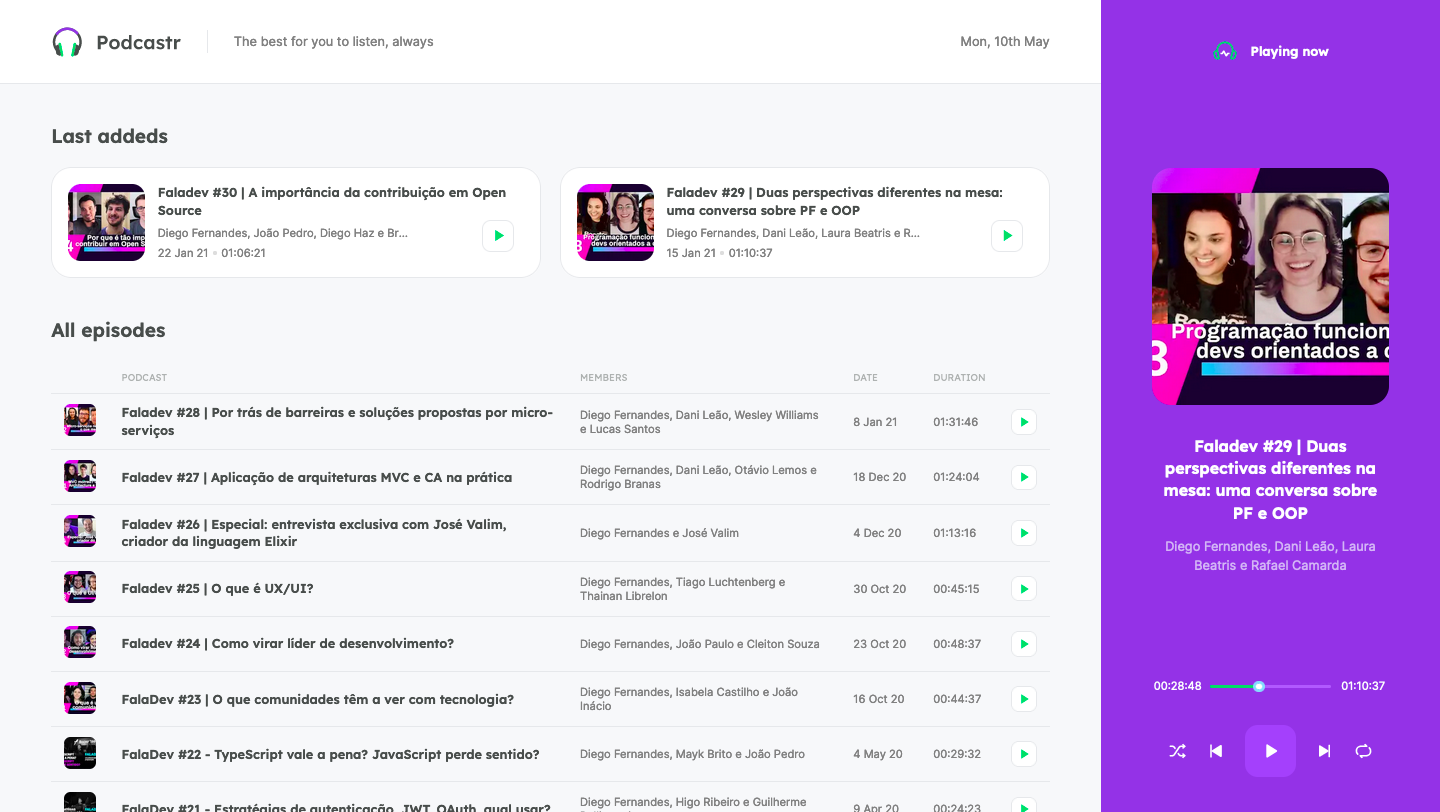 Podcastr
The best for you to listen, always
Mon, 10th May
Last addeds
Faladev #30 | A importância da contribuição em Open
Source
Diego Fernandes, João Pedro, Diego Haz e Br...
22 Jan 21 • 01:06:21
Por que é tão imp
contribuir em Open S
Faladev #29 | Duas perspectivas diferentes na mesa:
uma conversa sobre PF e OOP
Diego Fernandes, Dani Leão, Laura Beatris e R...
15 Jan 21 • 01:10:37
Programação funcion
devs orientados a c
All episodes
PODCAST MEMBERS DATE DURATION
Faladev #28 | Por trás de barreiras e soluções propostas por micro-
serviços
Diego Fernandes, Dani Leão, Wesley Williams
e Lucas Santos
8 Jan 21
01:31:46
Faladev #27 | Aplicação de arquiteturas MVC e CA na prática
Diego Fernandes, Dani Leão, Otávio Lemos e
Rodrigo Branas
18 Dec 20
01:24:04
Faladev #26 | Especial: entrevista exclusiva com José Valim,
criador da linguagem Elixir
Diego Fernandes e José Valim
4 Dec 20
01:13:16
Faladev #25 | O que é UX/UI?
Diego Fernandes, Tiago Luchtenberg e
Thainan Librelon
30 Oct 20
00:45:15
Faladev #24 | Como virar líder de desenvolvimento?
Diego Fernandes, João Paulo e Cleiton Souza
23 Oct 20
00:48:37
FalaDev #23 | O que comunidades têm a ver com tecnologia?
Diego Fernandes, Isabela Castilho e João
Inácio
16 Oct 20
00:44:37
FalaDev #22 - TypeScript vale a pena? JavaScript perde sentido?
Diego Fernandes, Mayk Brito e João Pedro
4 May 20
00:29:32
FalaDev #21 - Estratégias de autenticação, JWT, OAuth, qual usar?
Diego Fernandes, Higo Ribeiro e Guilherme
9 Apr 20
00:24:23
Playing now
Programação funcion
3 devs orientados a c
Faladev #29 | Duas
perspectivas diferentes na
mesa: uma conversa sobre
PF e OOP
Diego Fernandes, Dani Leão, Laura
Beatris e Rafael Camarda
00:28:48
01:10:37